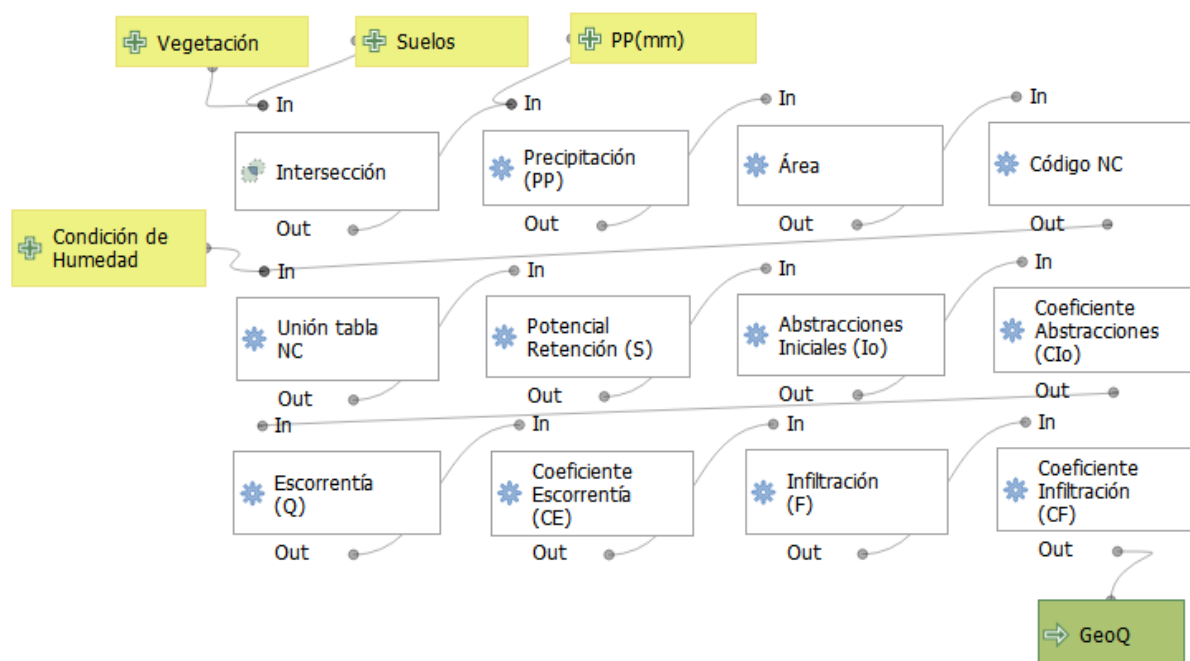 Vegetación
Suelos
PP(mm)
In
In
In
In
Intersección
Precipitación
(PP)
Área
Código NC
Out
Out
Out
Out
Condición de
Humedad
In
In
In
In
Unión tabla
NC
Potencial
Retención (S)
Abstracciones
Iniciales (Io)
Coeficiente
Abstracciones
(CIo)
Out
Out
Out
Out
In
In
In
In
Escorrentía
(Q)
Coeficiente
Escorrentía
(CE)
Infiltración
(F)
Coeficiente
Infiltración
(CF)
Out
Out
Out
Out
GeoQ